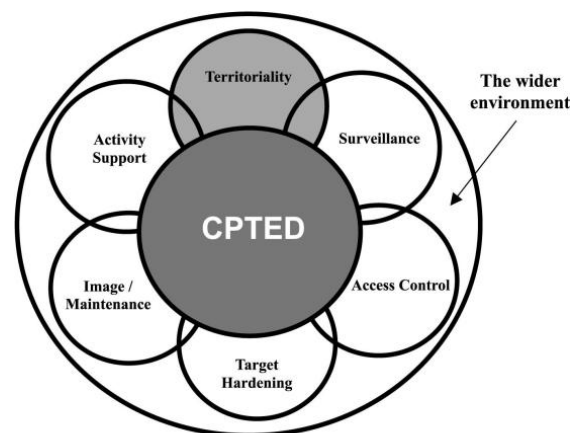 Territoriality
The wider
environment
Activity
Support
Surveillance
CPTED
Image /
Maintenance
Access Control
Target
Hardening